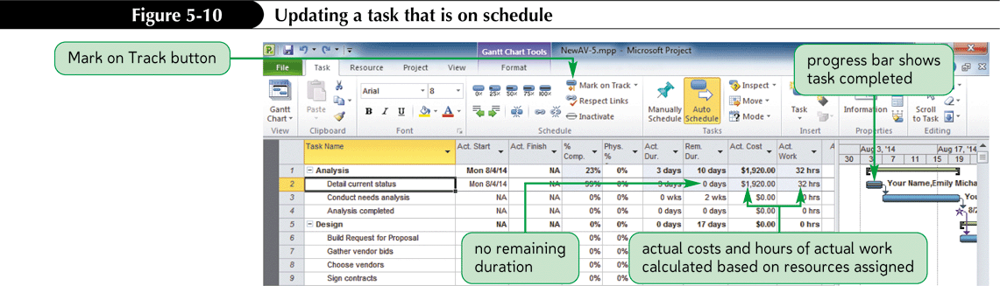 Figure 5-10 Updating a task that is on schedule
Mark on Track button
progress bar shows
task completed
Gantt Chart Tools NewAV-5.mpp - Microsoft Project
File Task Resource Project View Format
Gantt
Chart
Paste
Arial 8
B I U A
0% 25% 50% 75% 100%
Mark on Track
Respect Links
Inactivate
Manually
Schedule
Auto
Schedule
Inspect
Move
Mode
Task
Information
Scroll
to Task
View Clipboard Font Schedule Tasks Insert Properties Editing
Task Name Act. Start Act. Finish % Comp. Phys. % Act. Dur. Rem. Dur. Act. Cost Act. Work A
Aug 3, '14 Aug 17, '14
30 3 7 11 15 19
1 Analysis Mon 8/4/14 NA 23% 0% 3 days 10 days $1,920.00 32 hrs
2 Detail current status Mon 8/4/14 0% 0 days $1,920.00 32 hrs Your Name,Emily Micha
3 Conduct needs analysis NA NA 0% 0% 0 wks 2 wks $0.00 hrs You
4 Analysis completed NA NA 0% 0% 0 days 0 days $0.00 0 hrs 8/2
5 Design NA NA 0% 0% 0 days 17 days $0.00 0 hrs
6 Build Request for Proposal 0% 0%
7 Gather vendor bids 0% 0%
8 Choose vendors 0% 0%
9 Sign contracts 0% 0%
no remaining
duration
actual costs and hours of actual work
calculated based on resources assigned